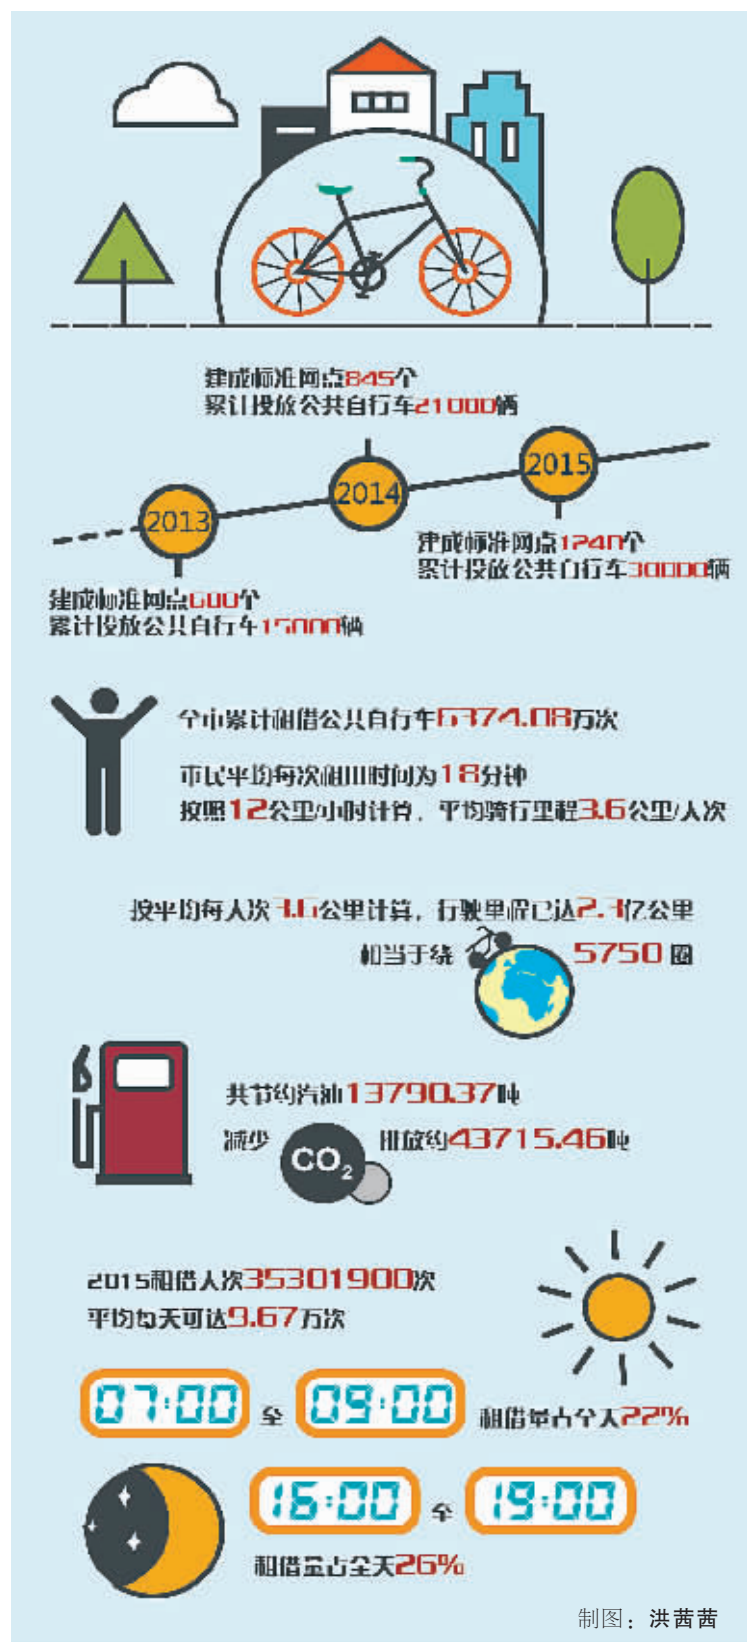 建成标准网点845个
累计投放公共自行车21000辆
2013
2014
2015
建成标准网点1240个
累计投放公共自行车30000辆
建成标准网点600个
累计投放公共自行车15000辆
全市累计租借公共自行车6374.08万次
市民平均每次租用时间为18分钟
按照12公里/小时计算，平均骑行里程3.6公里/人次
按平均每人次3.6公里计算，行驶里程已达2.3亿公里
相当于绕 5750 圈
共节约汽油13790.37吨
减少 CO2 排放约43715.46吨
2015租借人次35301900次
平均每天可达9.67万次
07:00 至 09:00 租借量占全天22%
16:00 至 19:00
租借量占全天26%
制图：洪茜茜